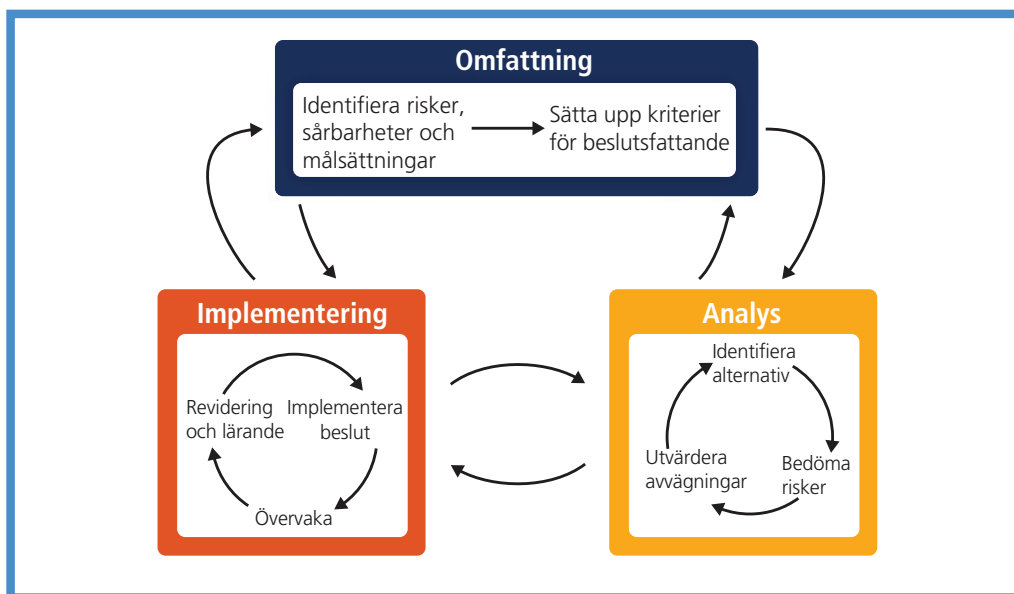 Omfattning
Identifiera risker,
sårbarheter och
målsättningar
Sätta upp kriterier
för beslutsfattande
Implementering
Revidering
och lärande
Implementera
beslut
Övervaka
Analys
Identifiera
alternativ
Bedöma
risker
Utvärdera
avvägningar